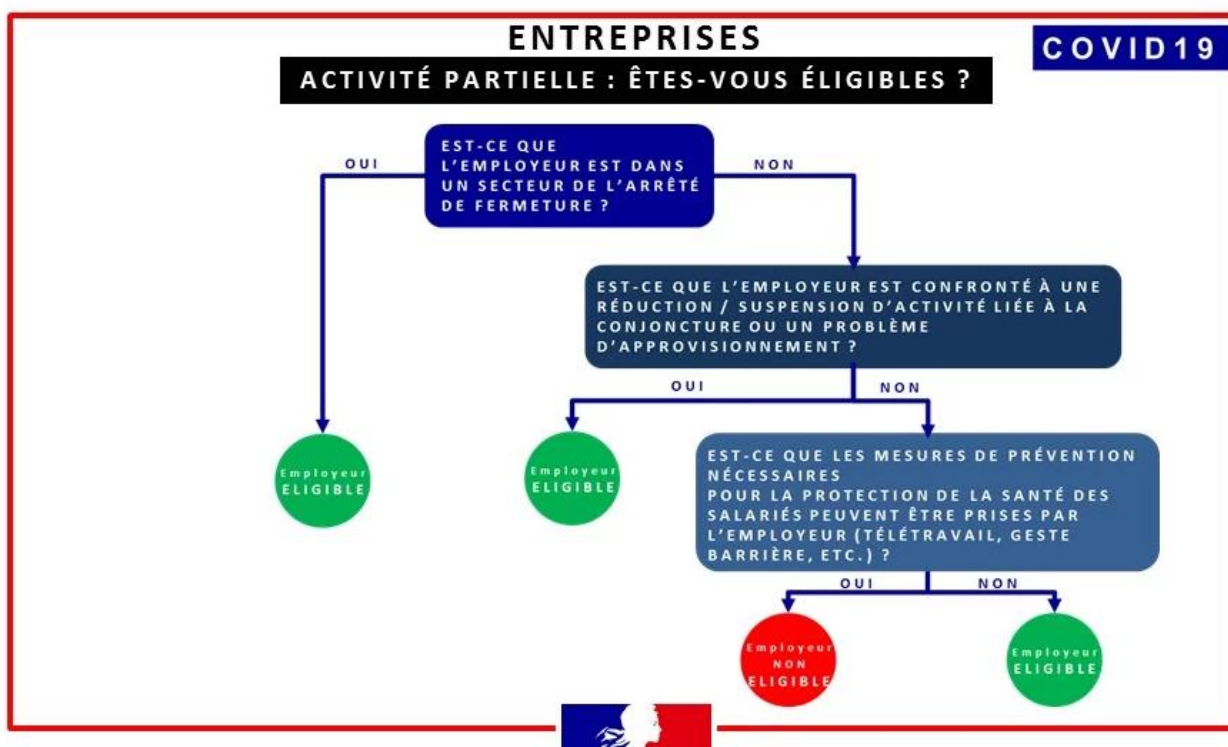 ENTREPRISES
COVID19
ACTIVITÉ PARTIELLE : ÊTES-VOUS ÉLIGIBLES ?
EST-CE QUE
L'EMPLOYEUR EST DANS
UN SECTEUR DE L'ARRÊTÉ
DE FERMETURE ?
OUI
NON
EST-CE QUE L'EMPLOYEUR EST CONFRONTÉ À UNE
RÉDUCTION / SUSPENSION D'ACTIVITÉ LIÉE À LA
CONJONCTURE OU UN PROBLÈME
D'APPROVISIONNEMENT ?
OUI
NON
Employeur
ELIGIBLE
Employeur
ELIGIBLE
EST-CE QUE LES MESURES DE PRÉVENTION
NÉCESSAIRES
POUR LA PROTECTION DE LA SANTÉ DES
SALARIÉS PEUVENT ÊTRE PRISES PAR
L'EMPLOYEUR (TÉLÉTRAVAIL, GESTE
BARRIÈRE, ETC.) ?
OUI
NON
Employeur
NON
ELIGIBLE
Employeur
ELIGIBLE